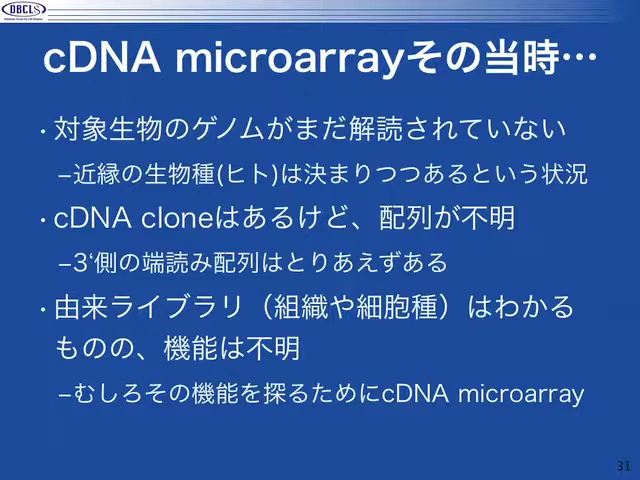 DBCLS
cDNA microarrayその当時…
・対象生物のゲノムがまだ解読されていない
–近縁の生物種(ヒト)は決まりつつあるという状況
・cDNA cloneはあるけど、配列が不明
–3‘側の端読み配列はとりあえずある
・由来ライブラリ（組織や細胞種）はわかる
ものの、機能は不明
–むしろその機能を探るためにcDNA microarray
31